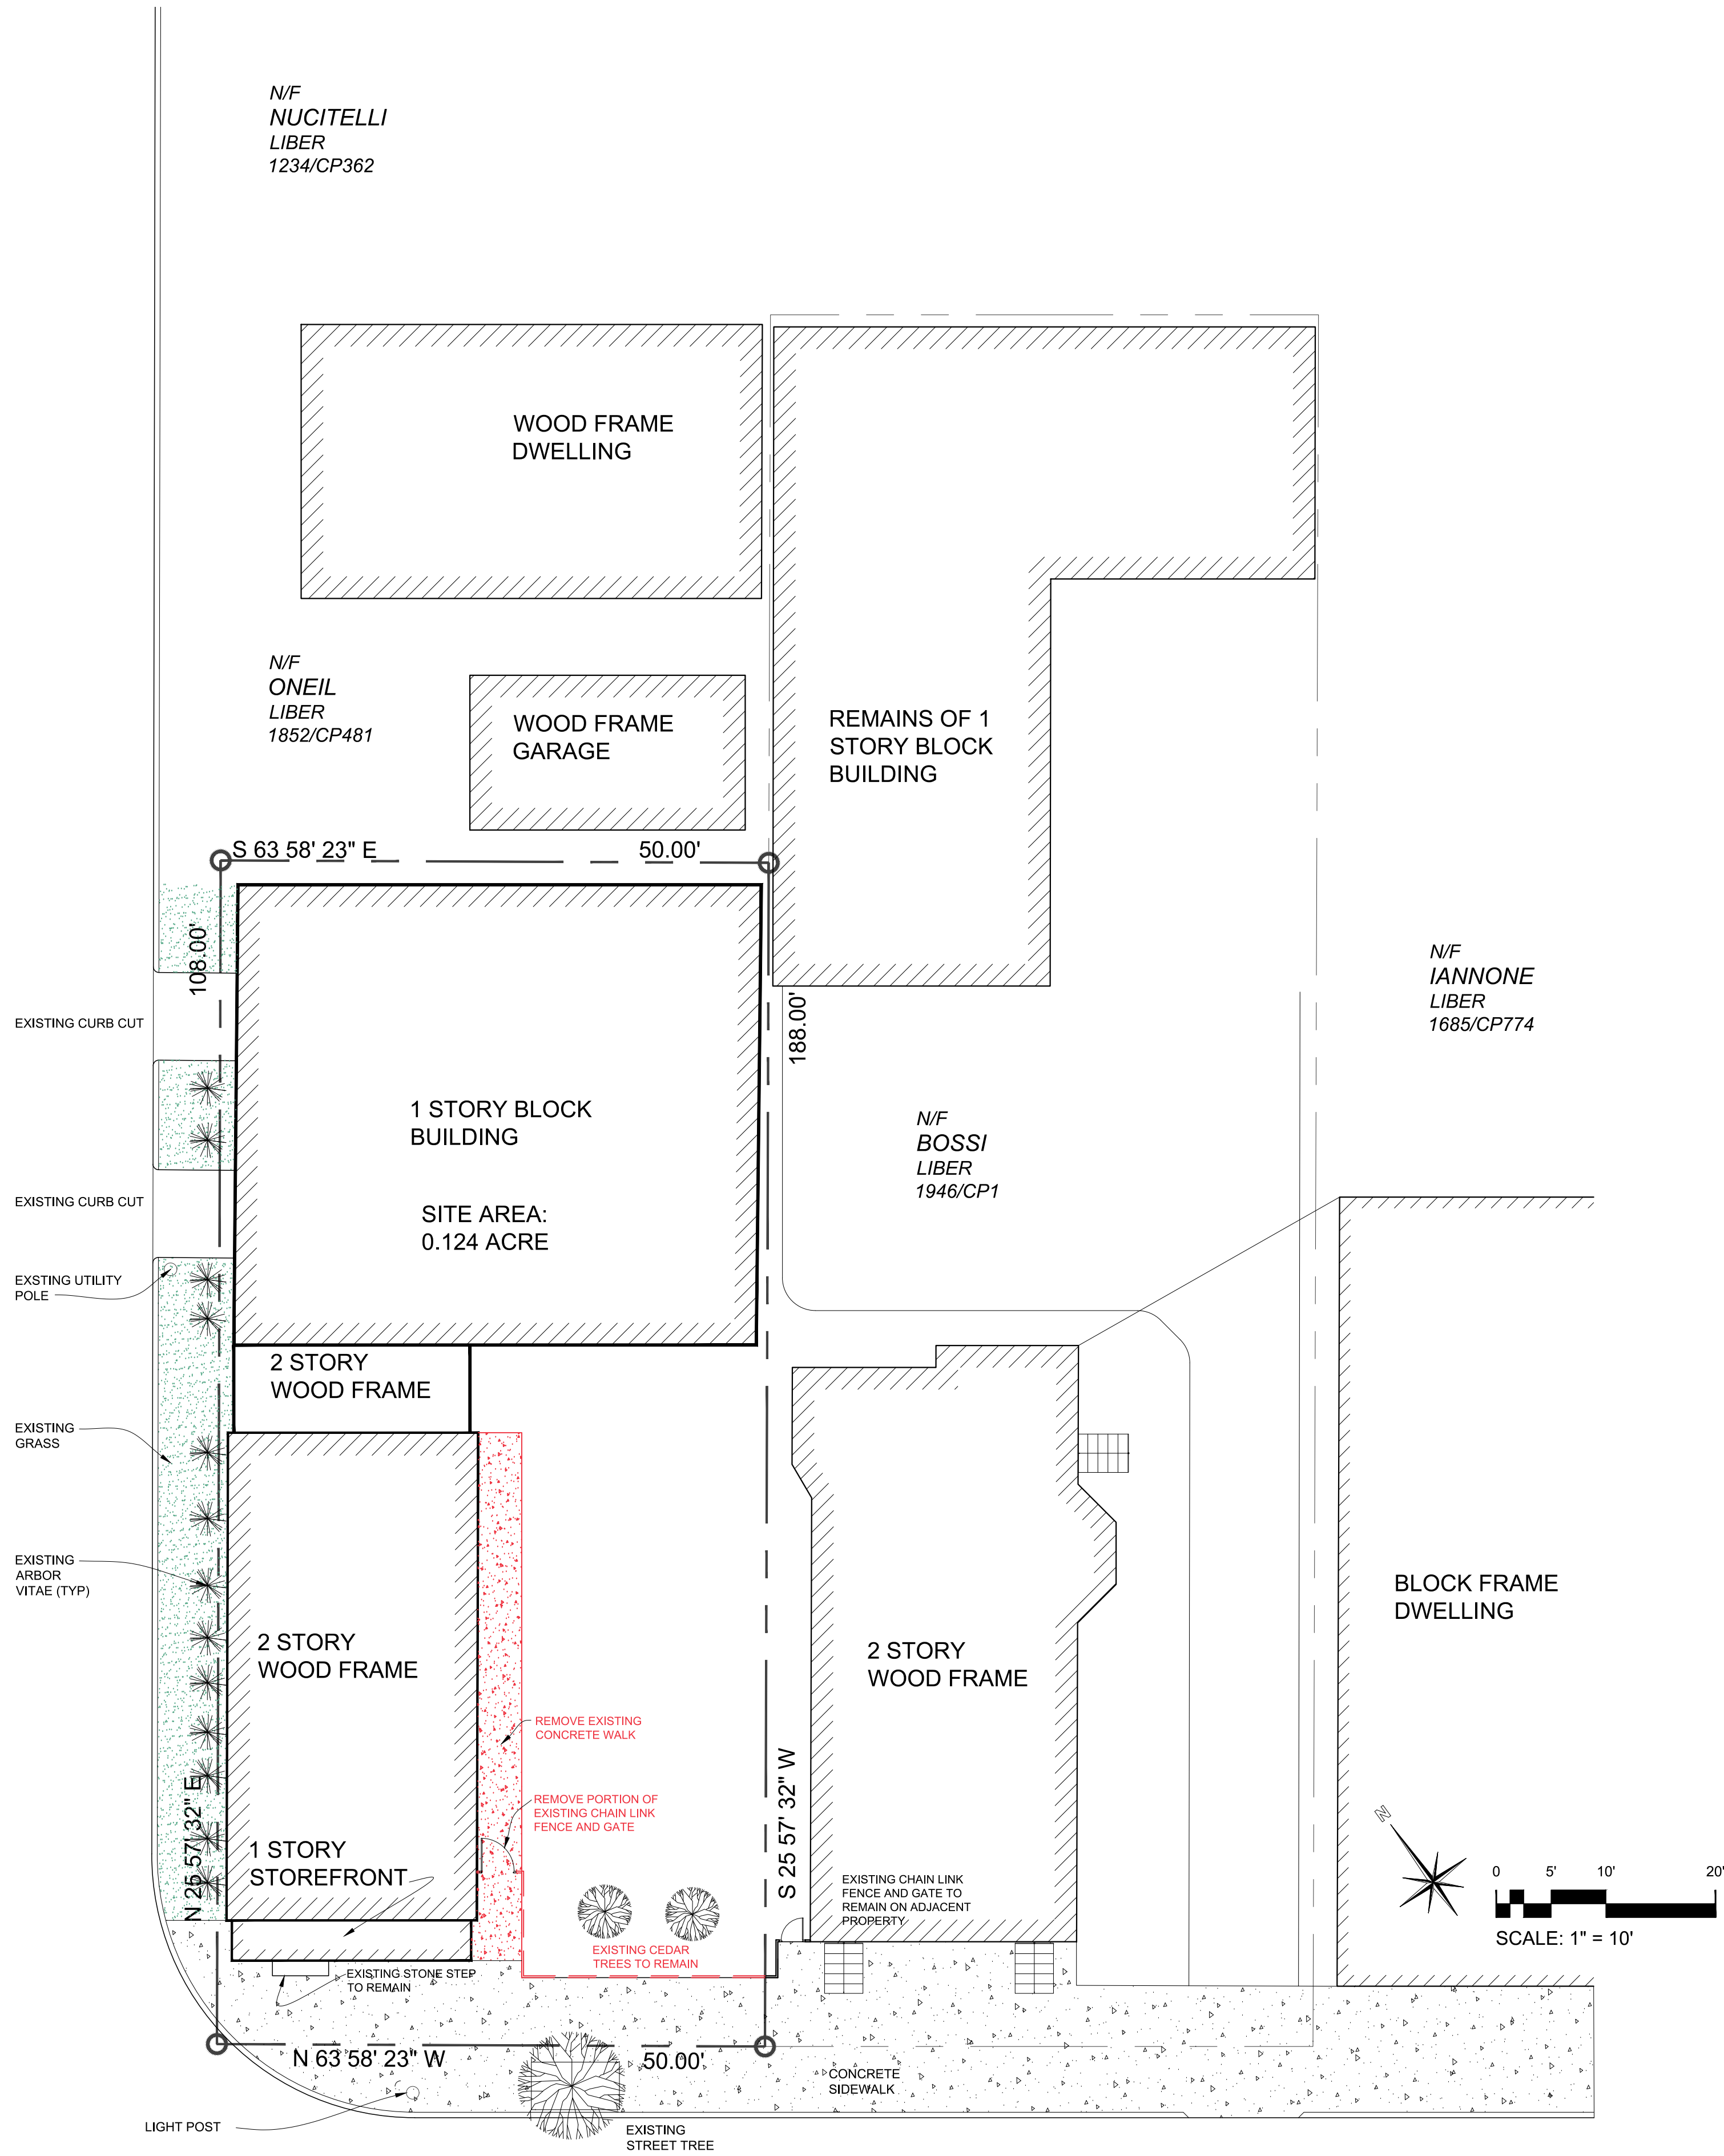 N/F
NUCITELLI
LIBER
1234/CP362
WOOD FRAME
DWELLING
N/F
ONEIL
LIBER
1852/CP481
WOOD FRAME
GARAGE
REMAINS OF 1
STORY BLOCK
BUILDING
S 63 58' 23" E
50.00'
108.00'
188.00'
N/F
IANNONE
LIBER
1685/CP774
EXISTING CURB CUT
1 STORY BLOCK
BUILDING
N/F
BOSSI
LIBER
1946/CP1
EXISTING CURB CUT
SITE AREA:
0.124 ACRE
EXSTING UTILITY
POLE
2 STORY
WOOD FRAME
EXISTING
GRASS
EXISTING
ARBOR
VITAE (TYP)
BLOCK FRAME
DWELLING
2 STORY
WOOD FRAME
2 STORY
WOOD FRAME
REMOVE EXISTING
CONCRETE WALK
N 25 57' 32" E
S 25 57' 32" W
REMOVE PORTION OF
EXISTING CHAIN LINK
FENCE AND GATE
1 STORY
STOREFRONT
EXISTING CHAIN LINK
FENCE AND GATE TO
REMAIN ON ADJACENT
PROPERTY
N
0 5' 10' 20'
SCALE: 1" = 10'
EXISTING CEDAR
TREES TO REMAIN
EXISTING STONE STEP
TO REMAIN
N 63 58' 23" W
50.00'
CONCRETE
SIDEWALK
LIGHT POST
EXISTING
STREET TREE